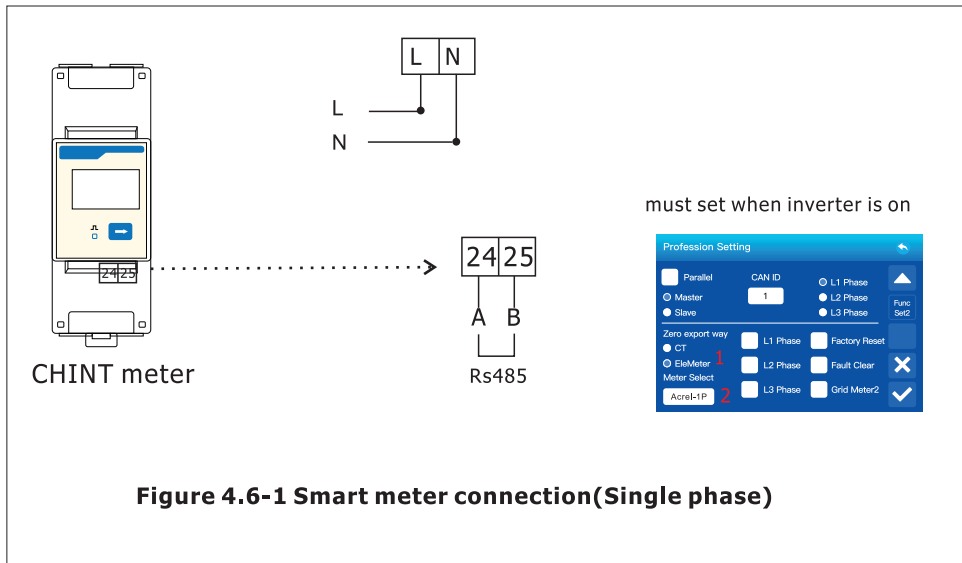 L N
L
N
must set when inverter is on
24 25
24 25
A B
Rs485
CHINT meter
Profession Setting
Parallel
Master
Slave
CAN ID
1
L1 Phase
L2 Phase
L3 Phase
Func
Set2
Zero export way
CT
EleMeter 1
Meter Select
Acrel-1P 2
L1 Phase
L2 Phase
L3 Phase
Factory Reset
Fault Clear
Grid Meter2
Figure 4.6-1 Smart meter connection(Single phase)